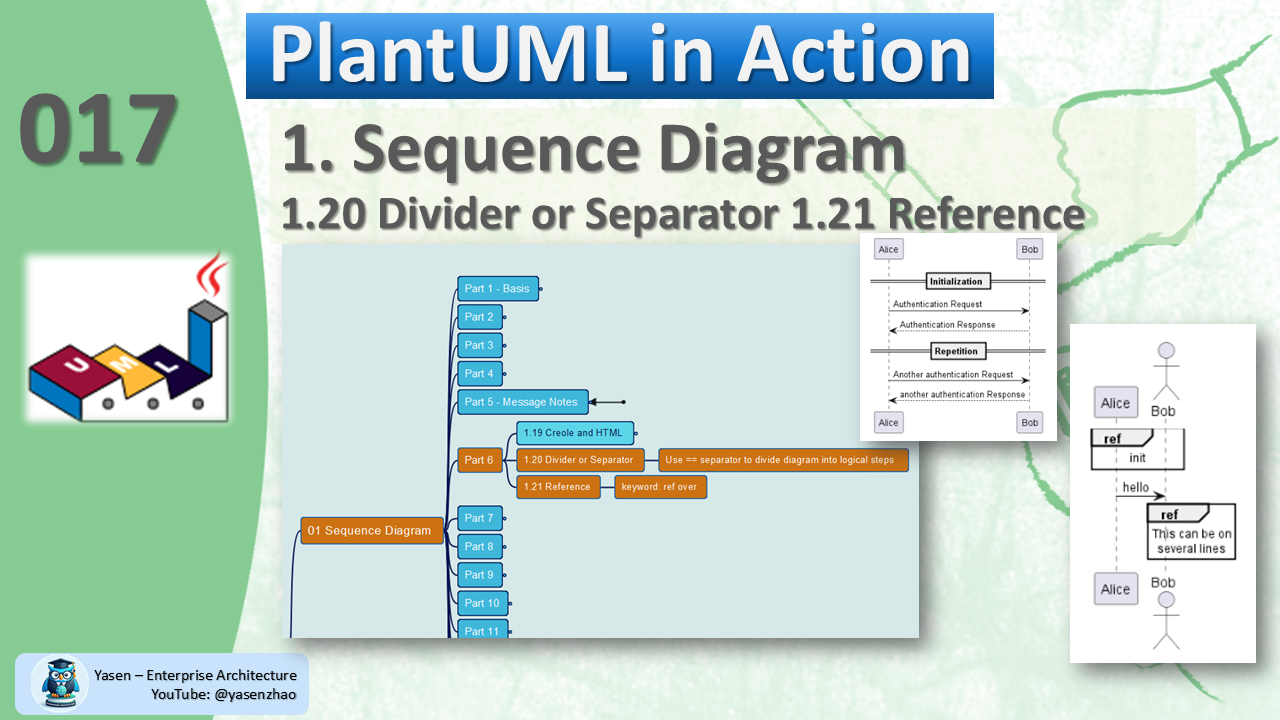 PlantUML in Action
017
1. Sequence Diagram
1.20 Divider or Separator 1.21 Reference
UML
Part 1 - Basis
Part 2
Part 3
Part 4
Part 5 - Message Notes
Part 6
1.19 Creole and HTML
1.20 Divider or Separator
Use == separator to divide diagram into logical steps
1.21 Reference
keyword: ref over
01 Sequence Diagram
Part 7
Part 8
Part 9
Part 10
Part 11
Alice
Bob
Initialization
Authentication Request
Authentication Response
Repetition
Another authentication Request
another authentication Response
Alice
Bob
Alice
Bob
ref
init
hello
ref
This can be on
several lines
Alice
Bob
Yasen – Enterprise Architecture
YouTube: @yasenzhao